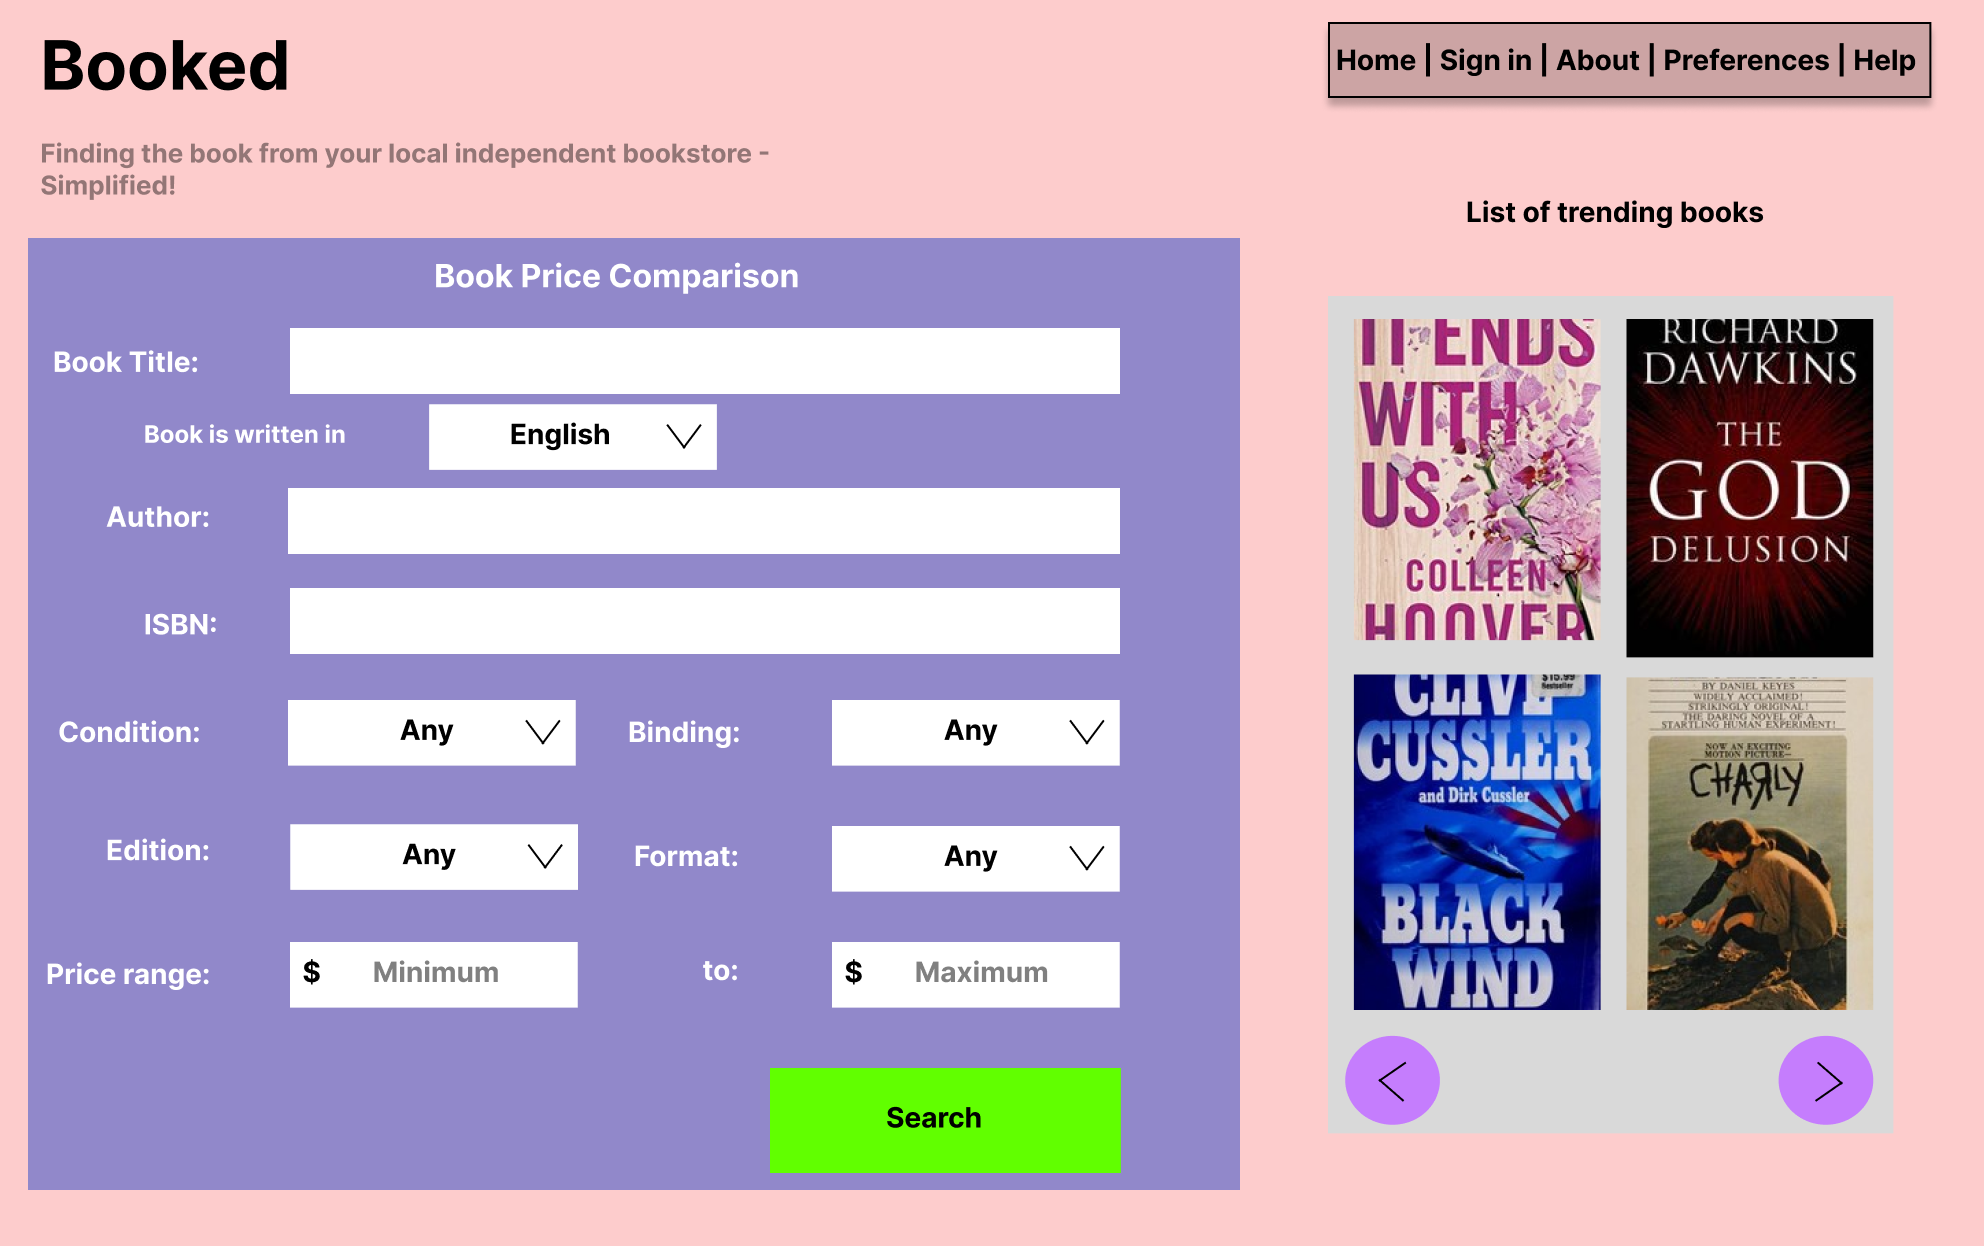 Booked
Home | Sign in | About | Preferences | Help
Finding the book from your local independent bookstore -
Simplified!
List of trending books
Book Price Comparison
Book Title:
Book is written in
English
Author:
ISBN:
Condition:
Any
Binding:
Any
Edition:
Any
Format:
Any
Price range:
$ Minimum
to:
$ Maximum
Search
IT ENDS
WITH
US
COLLEEN
HOOVER
RICHARD
DAWKINS
THE
GOD
DELUSION
$15.99
Bestseller
CLIVE
CUSSLER
and Dirk Cussler
BLACK
WIND
BY DANIEL KEYES
WIDELY ACCLAIMED!
STRIKINGLY ORIGINAL!
THE DARING NOVEL OF A
STARTLING HUMAN EXPERIMENT!
NOW AN EXCITING
MOTION PICTURE—
CHARLY